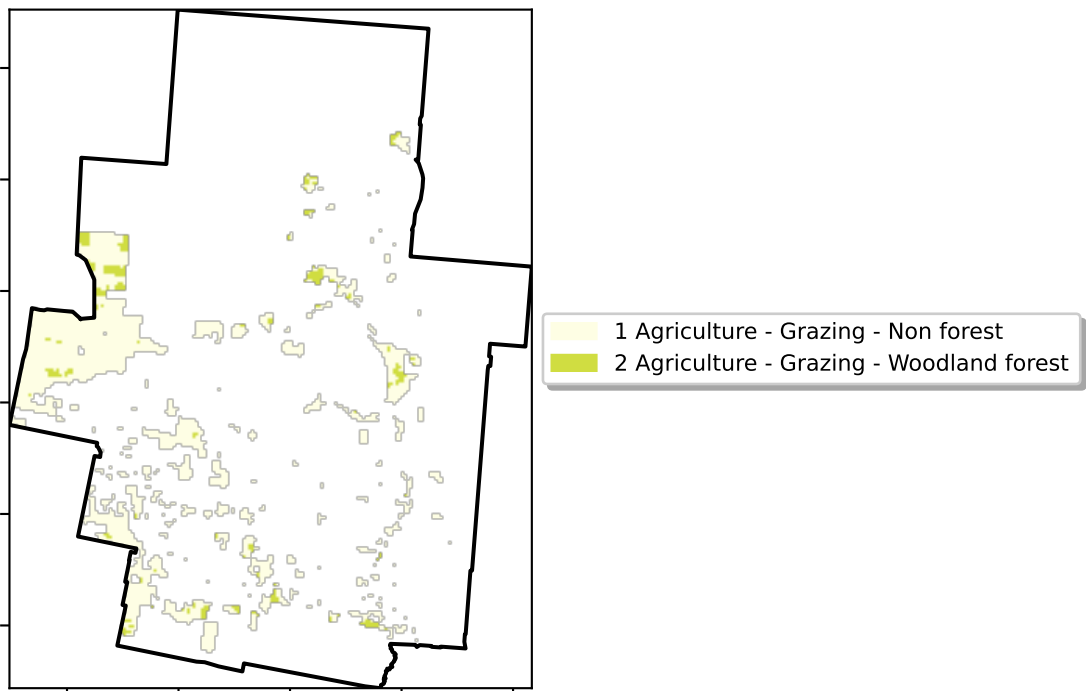 1 Agriculture - Grazing - Non forest
2 Agriculture - Grazing - Woodland forest